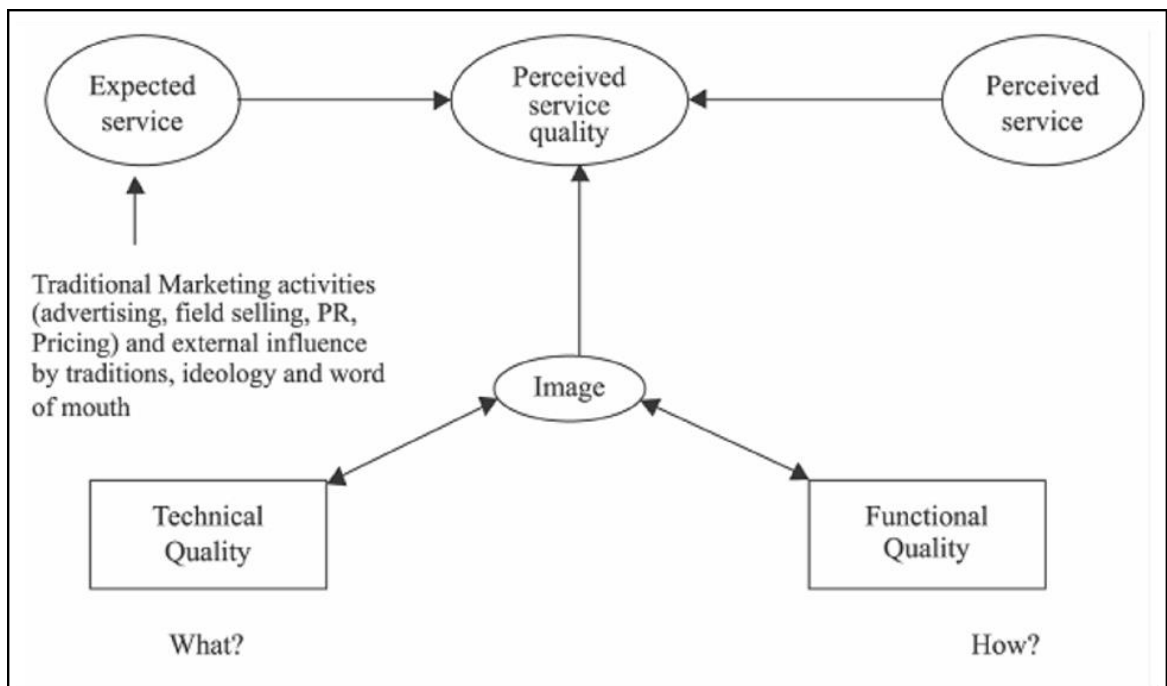 Expected
service
Perceived
service
quality
Perceived
service
Traditional Marketing activities
(advertising, field selling, PR,
Pricing) and external influence
by traditions, ideology and word
of mouth
Image
Technical
Quality
Functional
Quality
What?
How?